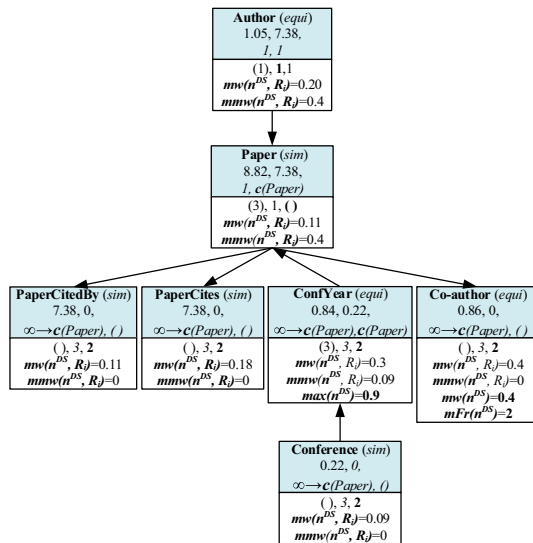 Author (equi)
1.05, 7.38,
1, 1
(1), 1,1
mw(n^DS, R_i)=0.20
mmw(n^DS, R_i)=0.4
Paper (sim)
8.82, 7.38,
1, c(Paper)
(3), 1, ( )
mw(n^DS, R_i)=0.11
mmw(n^DS, R_i)=0.4
PaperCitedBy (sim)
7.38, 0,
∞→c(Paper), ( )
( ), 3, 2
mw(n^DS, R_i)=0.11
mmw(n^DS, R_i)=0
PaperCites (sim)
7.38, 0,
∞→c(Paper), ( )
( ), 3, 2
mw(n^DS, R_i)=0.18
mmw(n^DS, R_i)=0
ConfYear (equi)
0.84, 0.22,
∞→c(Paper),c(Paper)
(3), 3, 2
mw(n^DS, R_i)=0.3
mmw(n^DS, R_i)=0.09
max(n^DS)=0.9
Co-author (equi)
0.86, 0,
∞→c(Paper), ( )
( ), 3, 2
mw(n^DS, R_i)=0.4
mmw(n^DS, R_i)=0
mw(n^DS)=0.4
mFr(n^DS)=2
Conference (sim)
0.22, 0,
∞→c(Paper), ()
( ), 3, 2
mw(n^DS, R_i)=0.09
mmw(n^DS, R_i)=0